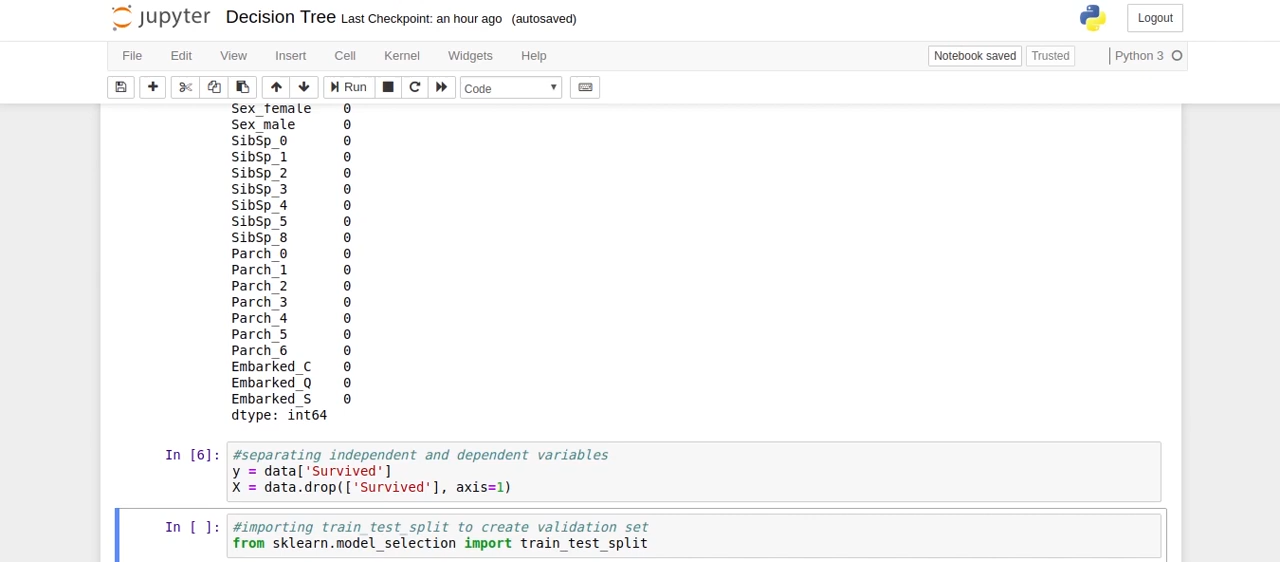 jupyter Decision Tree Last Checkpoint: an hour ago (autosaved) Logout
File Edit View Insert Cell Kernel Widgets Help Notebook saved Trusted Python 3
Run Code
Sex_female 0
Sex_male 0
SibSp_0 0
SibSp_1 0
SibSp_2 0
SibSp_3 0
SibSp_4 0
SibSp_5 0
SibSp_8 0
Parch_0 0
Parch_1 0
Parch_2 0
Parch_3 0
Parch_4 0
Parch_5 0
Parch_6 0
Embarked_C 0
Embarked_Q 0
Embarked_S 0
dtype: int64
In [6]: #separating independent and dependent variables
y = data['Survived']
X = data.drop(['Survived'], axis=1)
In [ ]: #importing train_test_split to create validation set
from sklearn.model_selection import train_test_split